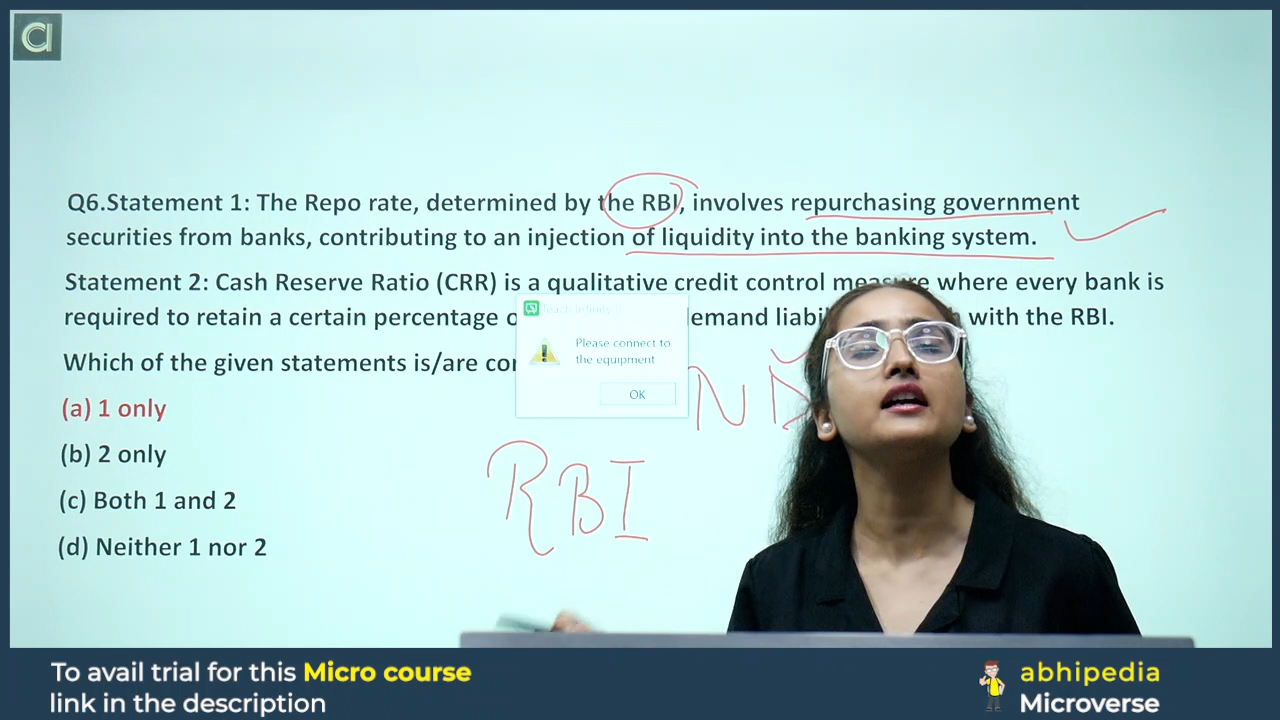 Q6.Statement 1: The Repo rate, determined by the RBI, involves repurchasing government
securities from banks, contributing to an injection of liquidity into the banking system.
Statement 2: Cash Reserve Ratio (CRR) is a qualitative credit control measure where every bank is
required to retain a certain percentage demand with the RBI.
Which of the given statements is/are
Please connect to
the equipment
OK
(a) 1 only
(b) 2 only
(c) Both 1 and 2
(d) Neither 1 nor 2
RBI
To avail trial for this Micro course
link in the description
abhipedia
Microverse